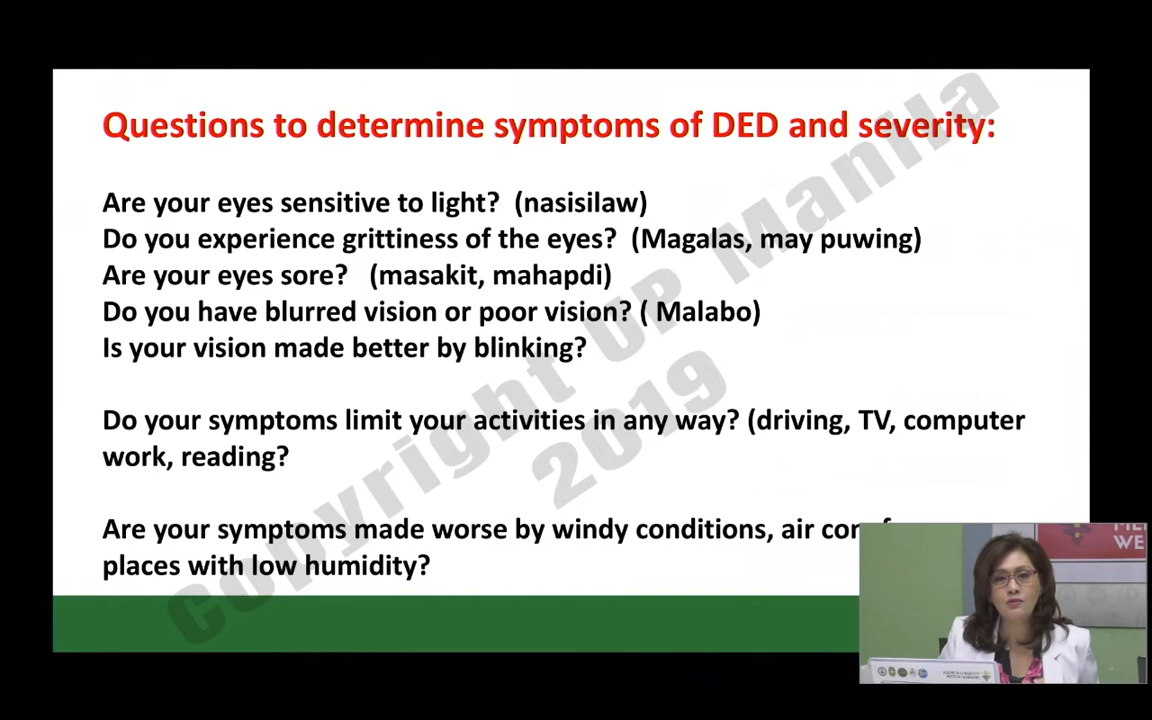 Questions to determine symptoms of DED and severity:
Are your eyes sensitive to light? (nasisilaw)
Do you experience grittiness of the eyes? (Magalas, may puwing)
Are your eyes sore? (masakit, mahapdi)
Do you have blurred vision or poor vision? ( Malabo)
Is your vision made better by blinking?
Do your symptoms limit your activities in any way? (driving, TV, computer
work, reading?
Are your symptoms made worse by windy conditions, air con
places with low humidity?
Copyright UP Manila
2019
WE